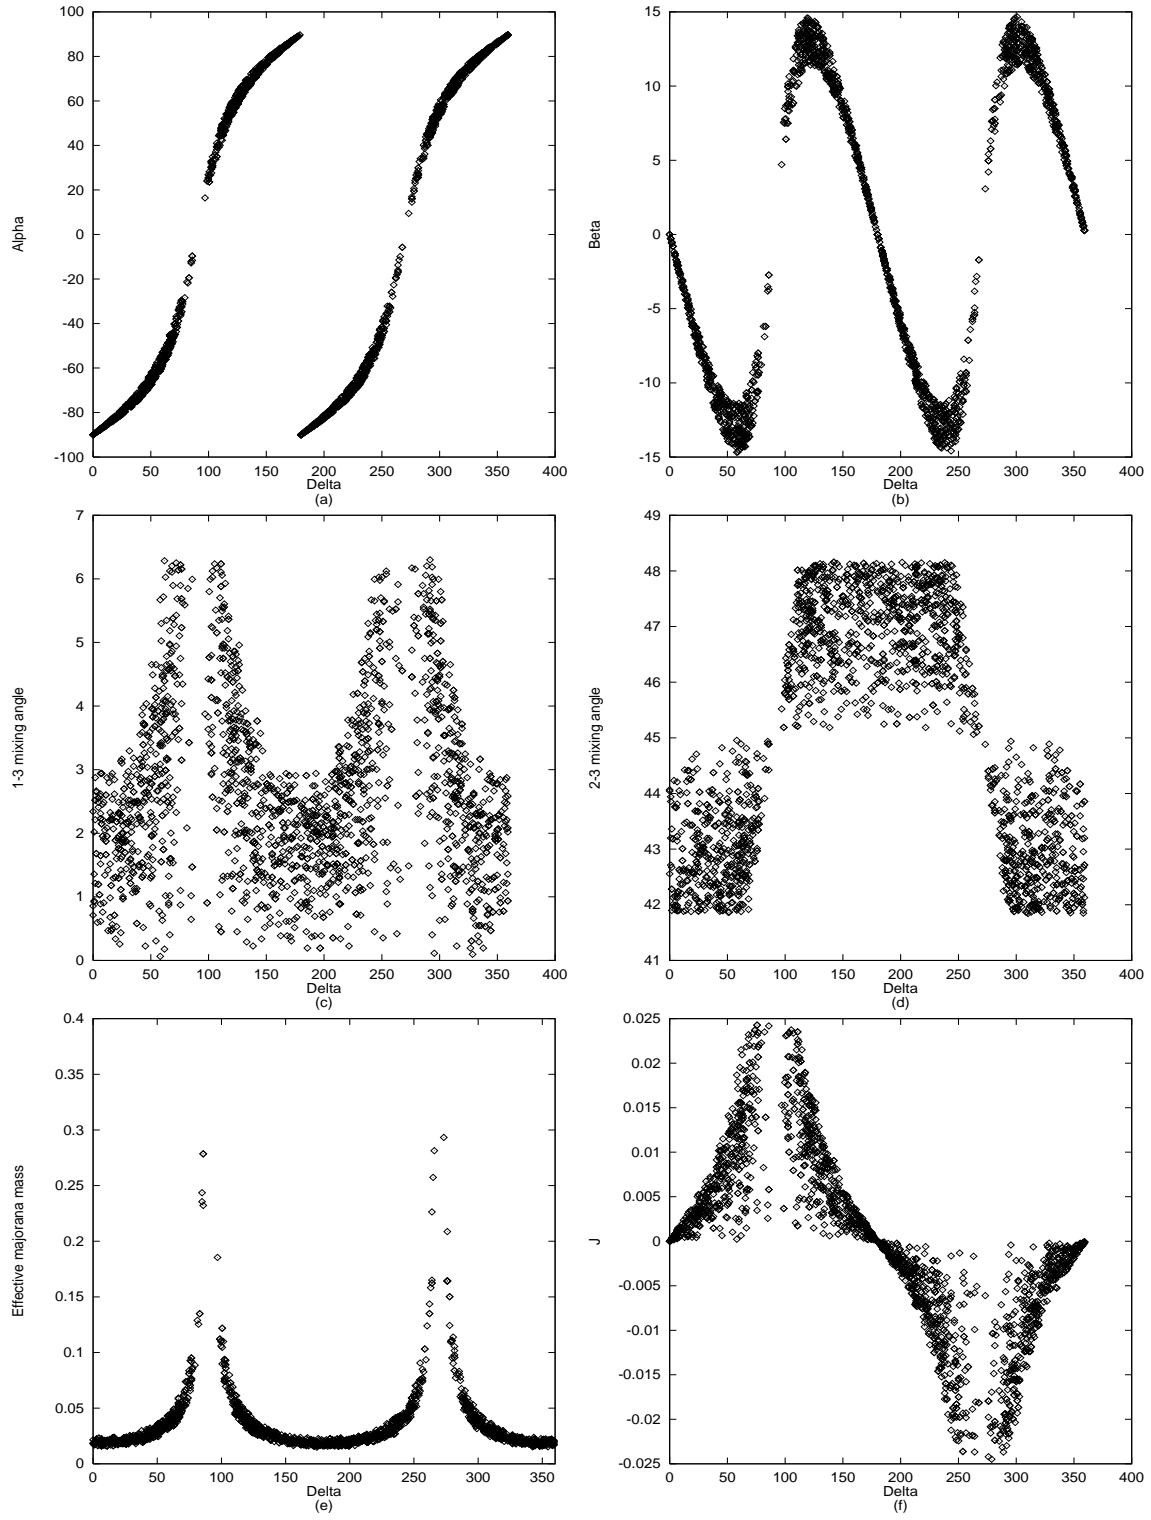 100
80
60
40
20
0
-20
-40
-60
-80
-100
Alpha
0 50 100 150 200 250 300 350 400
Delta
(a)
15
10
5
0
-5
-10
-15
Beta
0 50 100 150 200 250 300 350 400
Delta
(b)
7
6
5
4
3
2
1
0
1-3 mixing angle
0 50 100 150 200 250 300 350 400
Delta
(c)
49
48
47
46
45
44
43
42
41
2-3 mixing angle
0 50 100 150 200 250 300 350 400
Delta
(d)
0.4
0.35
0.3
0.25
0.2
0.15
0.1
0.05
0
Effective majorana mass
0 50 100 150 200 250 300 350
Delta
(e)
0.025
0.02
0.015
0.01
0.005
0
-0.005
-0.01
-0.015
-0.02
-0.025
J
0 50 100 150 200 250 300 350 400
Delta
(f)